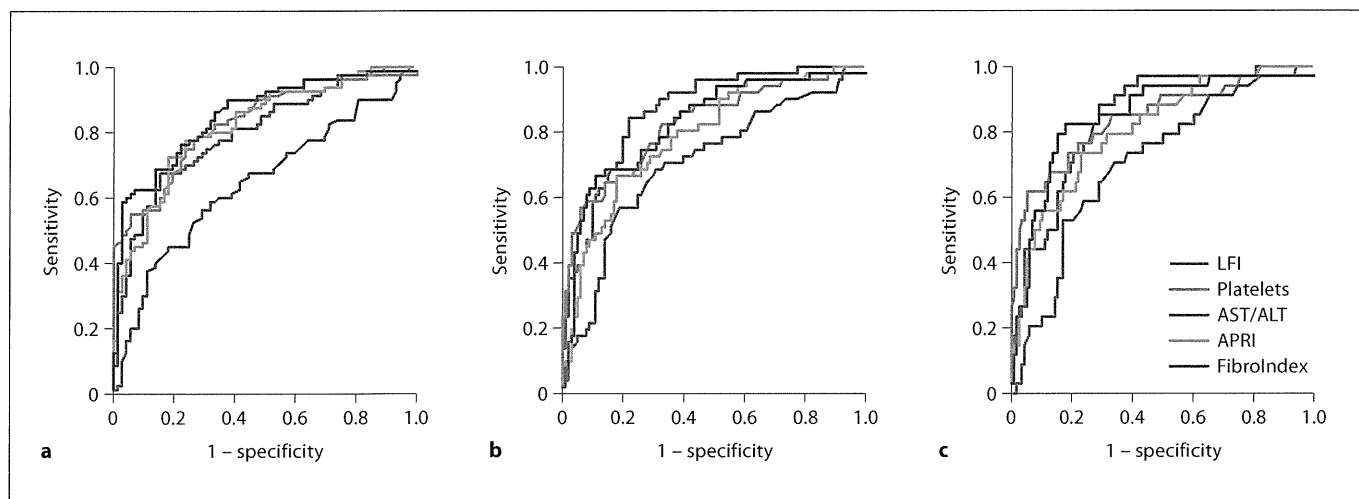 Sensitivity
1.0
0.8
0.6
0.4
0.2
0
0 0.2 0.4 0.6 0.8 1.0
a 1 – specificity
Sensitivity
1.0
0.8
0.6
0.4
0.2
0
0 0.2 0.4 0.6 0.8 1.0
b 1 – specificity
Sensitivity
1.0
0.8
0.6
0.4
0.2
0
LFI
Platelets
AST/ALT
APRI
FibroIndex
0 0.2 0.4 0.6 0.8 1.0
c 1 – specificity